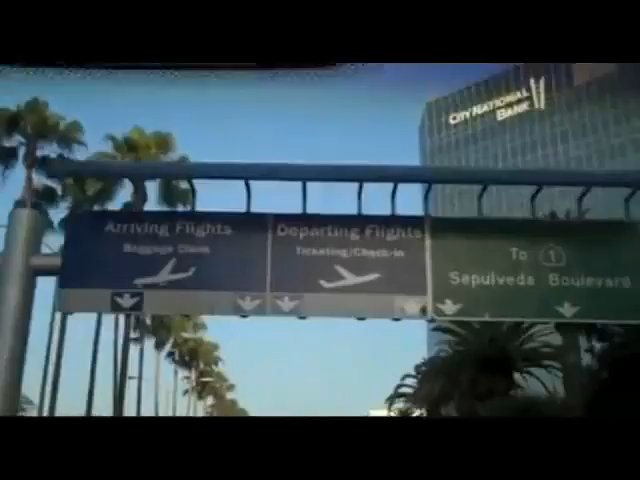 CITY NATIONAL
BANK
Arriving Flights
Baggage Claim
Departing Flights
Ticketing/Check-in
To 1
Sepulveda Boulevard